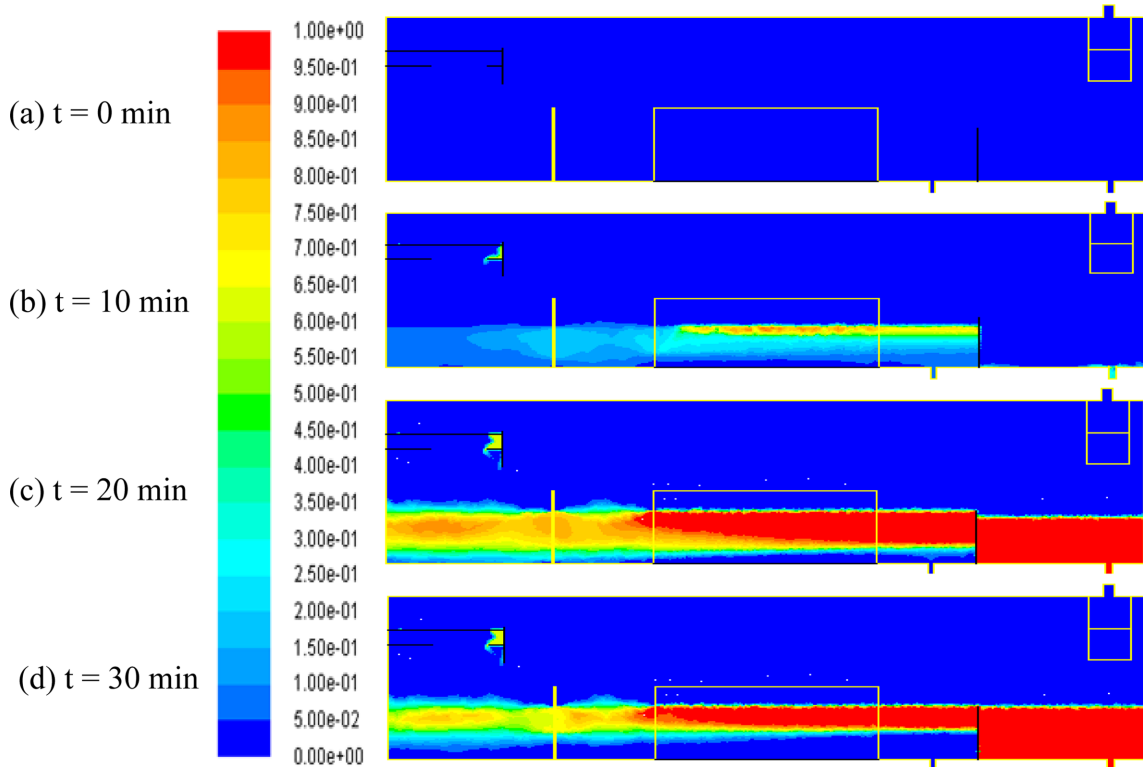 1.00e+00
9.50e-01
9.00e-01
8.50e-01
8.00e-01
7.50e-01
7.00e-01
6.50e-01
6.00e-01
5.50e-01
5.00e-01
4.50e-01
4.00e-01
3.50e-01
3.00e-01
2.50e-01
2.00e-01
1.50e-01
1.00e-01
5.00e-02
0.00e+00
(a) t = 0 min
(b) t = 10 min
(c) t = 20 min
(d) t = 30 min